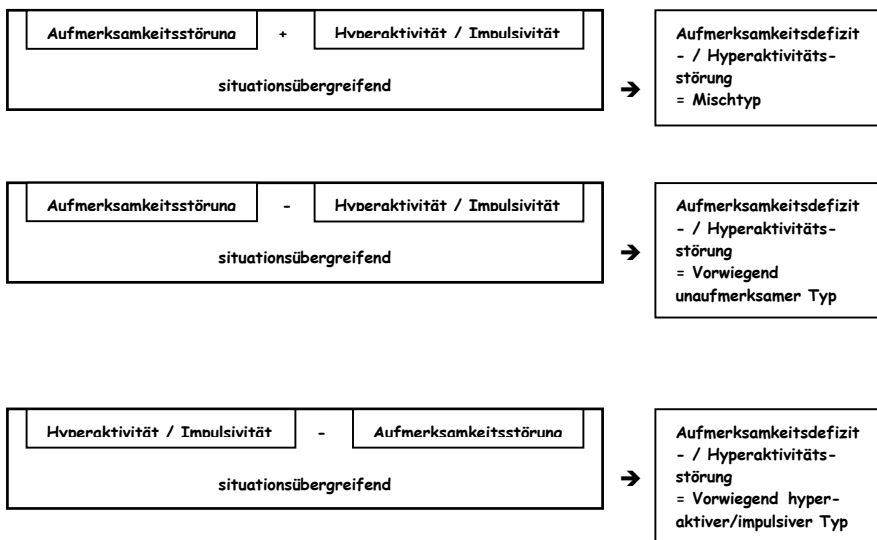 Aufmerksamkeitsstörung + Hyperaktivität / Impulsivität
situationsübergreifend
➔
Aufmerksamkeitsdefizit
- / Hyperaktivitäts-
störung
= Mischtyp
Aufmerksamkeitsstörung - Hyperaktivität / Impulsivität
situationsübergreifend
➔
Aufmerksamkeitsdefizit
- / Hyperaktivitäts-
störung
= Vorwiegend
unaufmerksamer Typ
Hyperaktivität / Impulsivität - Aufmerksamkeitsstörung
situationsübergreifend
➔
Aufmerksamkeitsdefizit
- / Hyperaktivitäts-
störung
= Vorwiegend hyper-
aktiver/impulsiver Typ